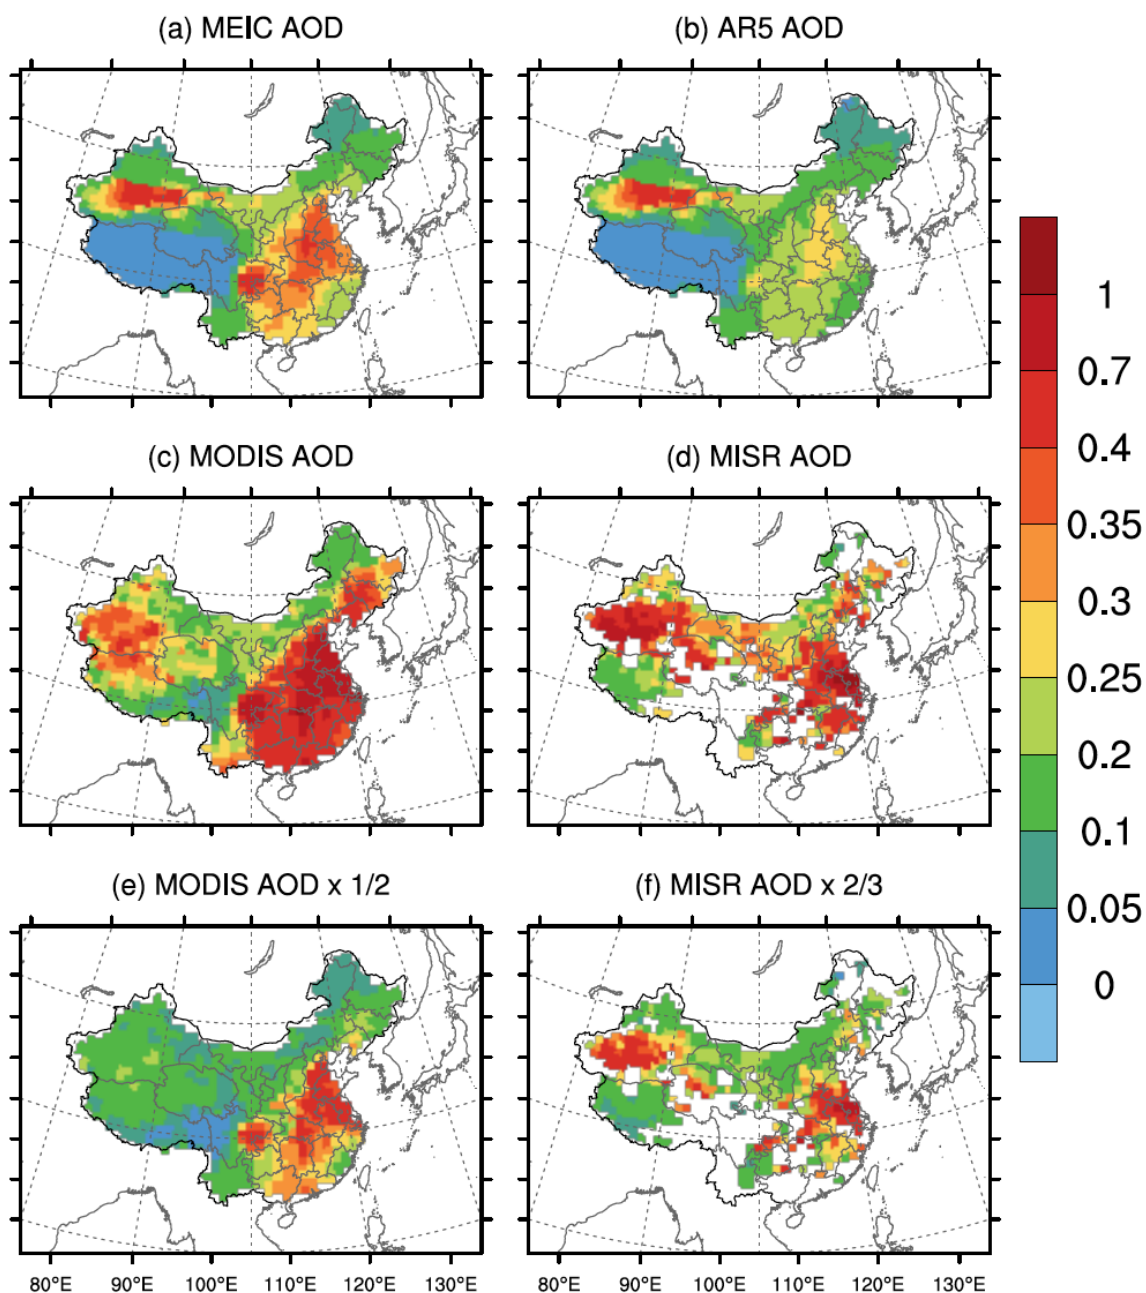 (a) MEIC AOD
(b) AR5 AOD
1
0.7
0.4
0.35
0.3
0.25
0.2
0.1
0.05
0
(c) MODIS AOD
(d) MISR AOD
(e) MODIS AOD x 1/2
(f) MISR AOD x 2/3
80°E 90°E 100°E 110°E 120°E 130°E
80°E 90°E 100°E 110°E 120°E 130°E